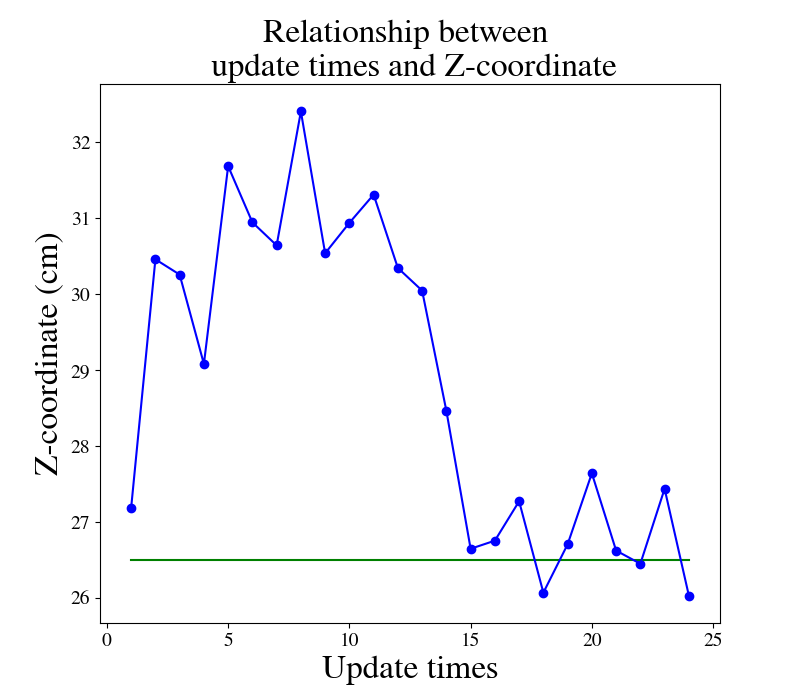 Relationship between
update times and Z-coordinate
Z-coordinate (cm)
32
31
30
29
28
27
26
0 5 10 15 20 25
Update times